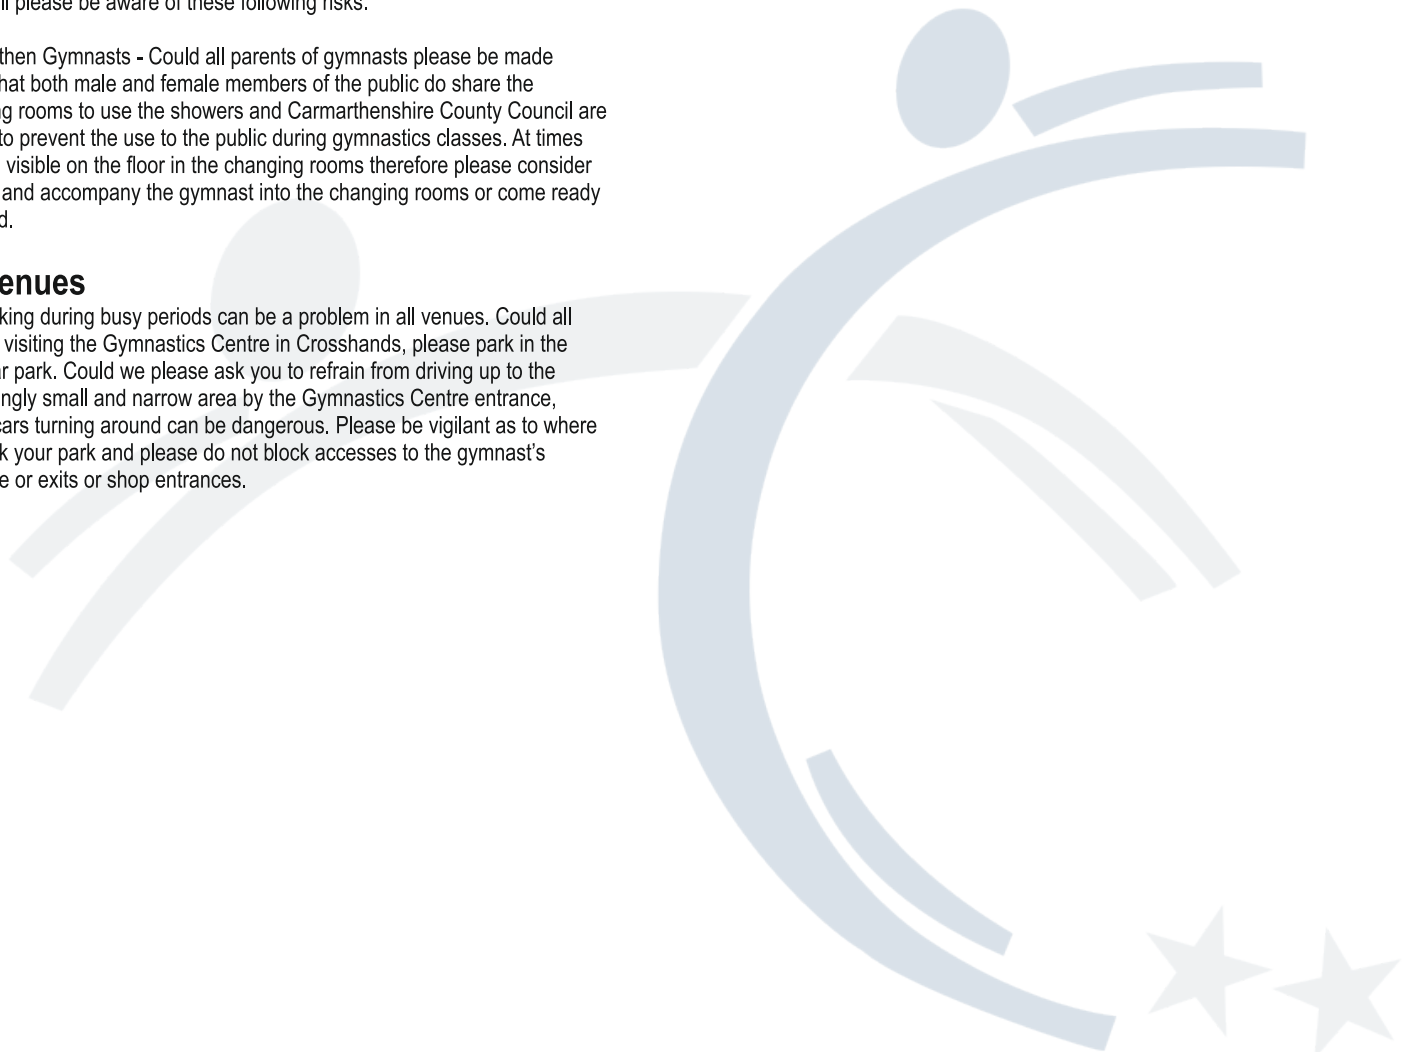 ll please be aware of these following risks.
then Gymnasts - Could all parents of gymnasts please be made
hat both male and female members of the public do share the
ng rooms to use the showers and Carmarthenshire County Council are
to prevent the use to the public during gymnastics classes. At times
visible on the floor in the changing rooms therefore please consider
and accompany the gymnast into the changing rooms or come ready
d.
enues
king during busy periods can be a problem in all venues. Could all
visiting the Gymnastics Centre in Crosshands, please park in the
ar park. Could we please ask you to refrain from driving up to the
ngly small and narrow area by the Gymnastics Centre entrance,
cars turning around can be dangerous. Please be vigilant as to where
k your park and please do not block accesses to the gymnast's
e or exits or shop entrances.